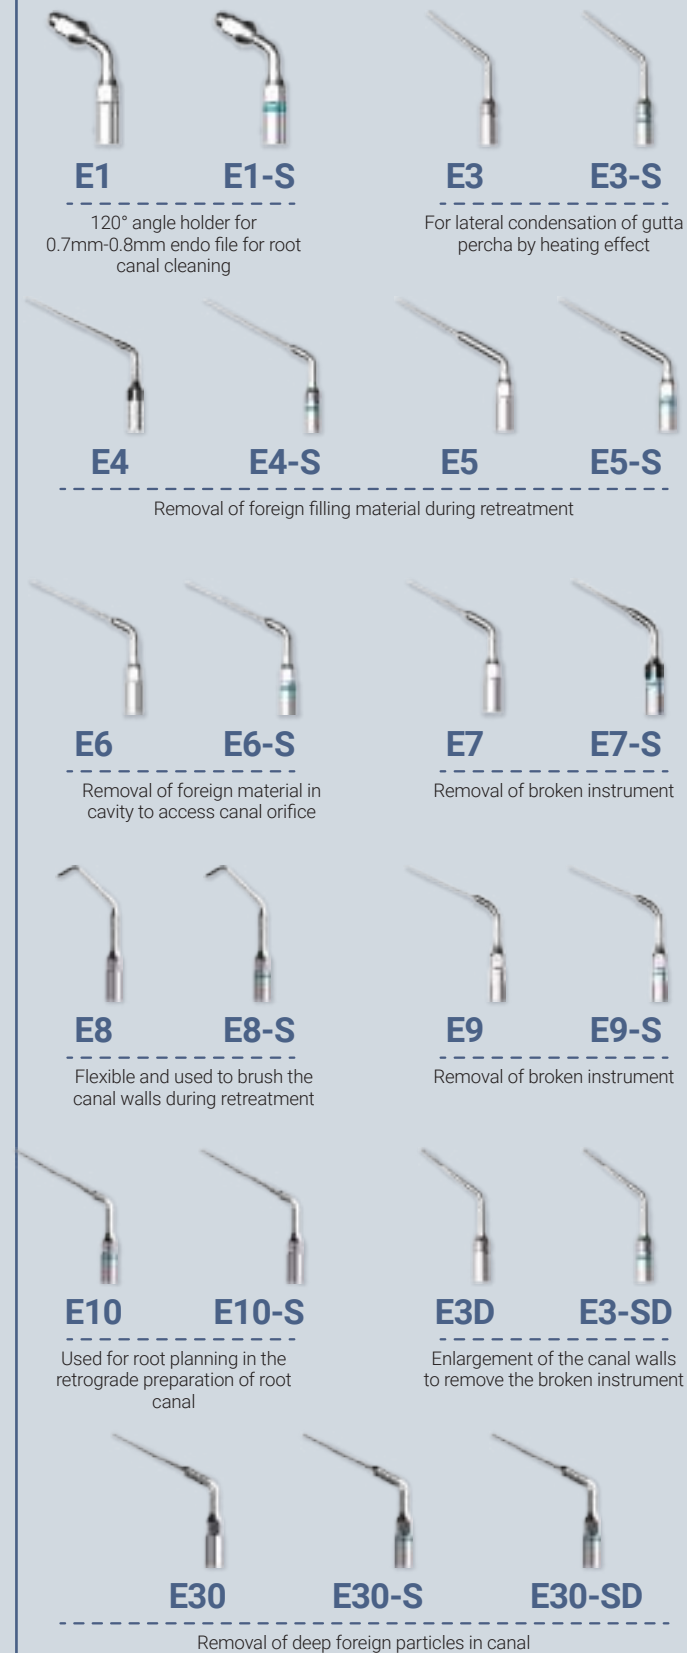 E1 E1-S E3 E3-S
120° angle holder for
0.7mm-0.8mm endo file for root
canal cleaning
For lateral condensation of gutta
percha by heating effect
E4 E4-S E5 E5-S
Removal of foreign filling material during retreatment
E6 E6-S E7 E7-S
Removal of foreign material in
cavity to access canal orifice
Removal of broken instrument
E8 E8-S E9 E9-S
Flexible and used to brush the
canal walls during retreatment
Removal of broken instrument
E10 E10-S E3D E3-SD
Used for root planning in the
retrograde preparation of root
canal
Enlargement of the canal walls
to remove the broken instrument
E30 E30-S E30-SD
Removal of deep foreign particles in canal